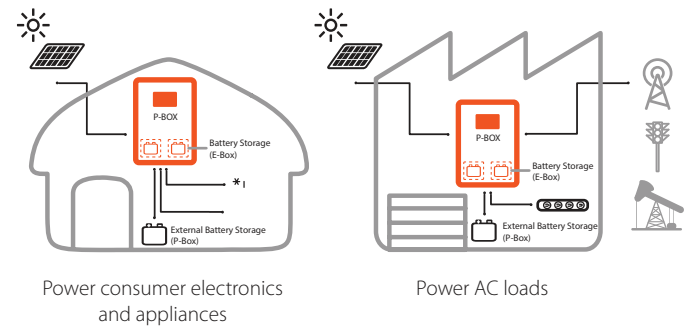 P-BOX
Battery Storage
(E-Box)
External Battery Storage
(P-Box)
Power consumer electronics
and appliances
P-BOX
Battery Storage
(E-Box)
External Battery Storage
(P-Box)
Power AC loads